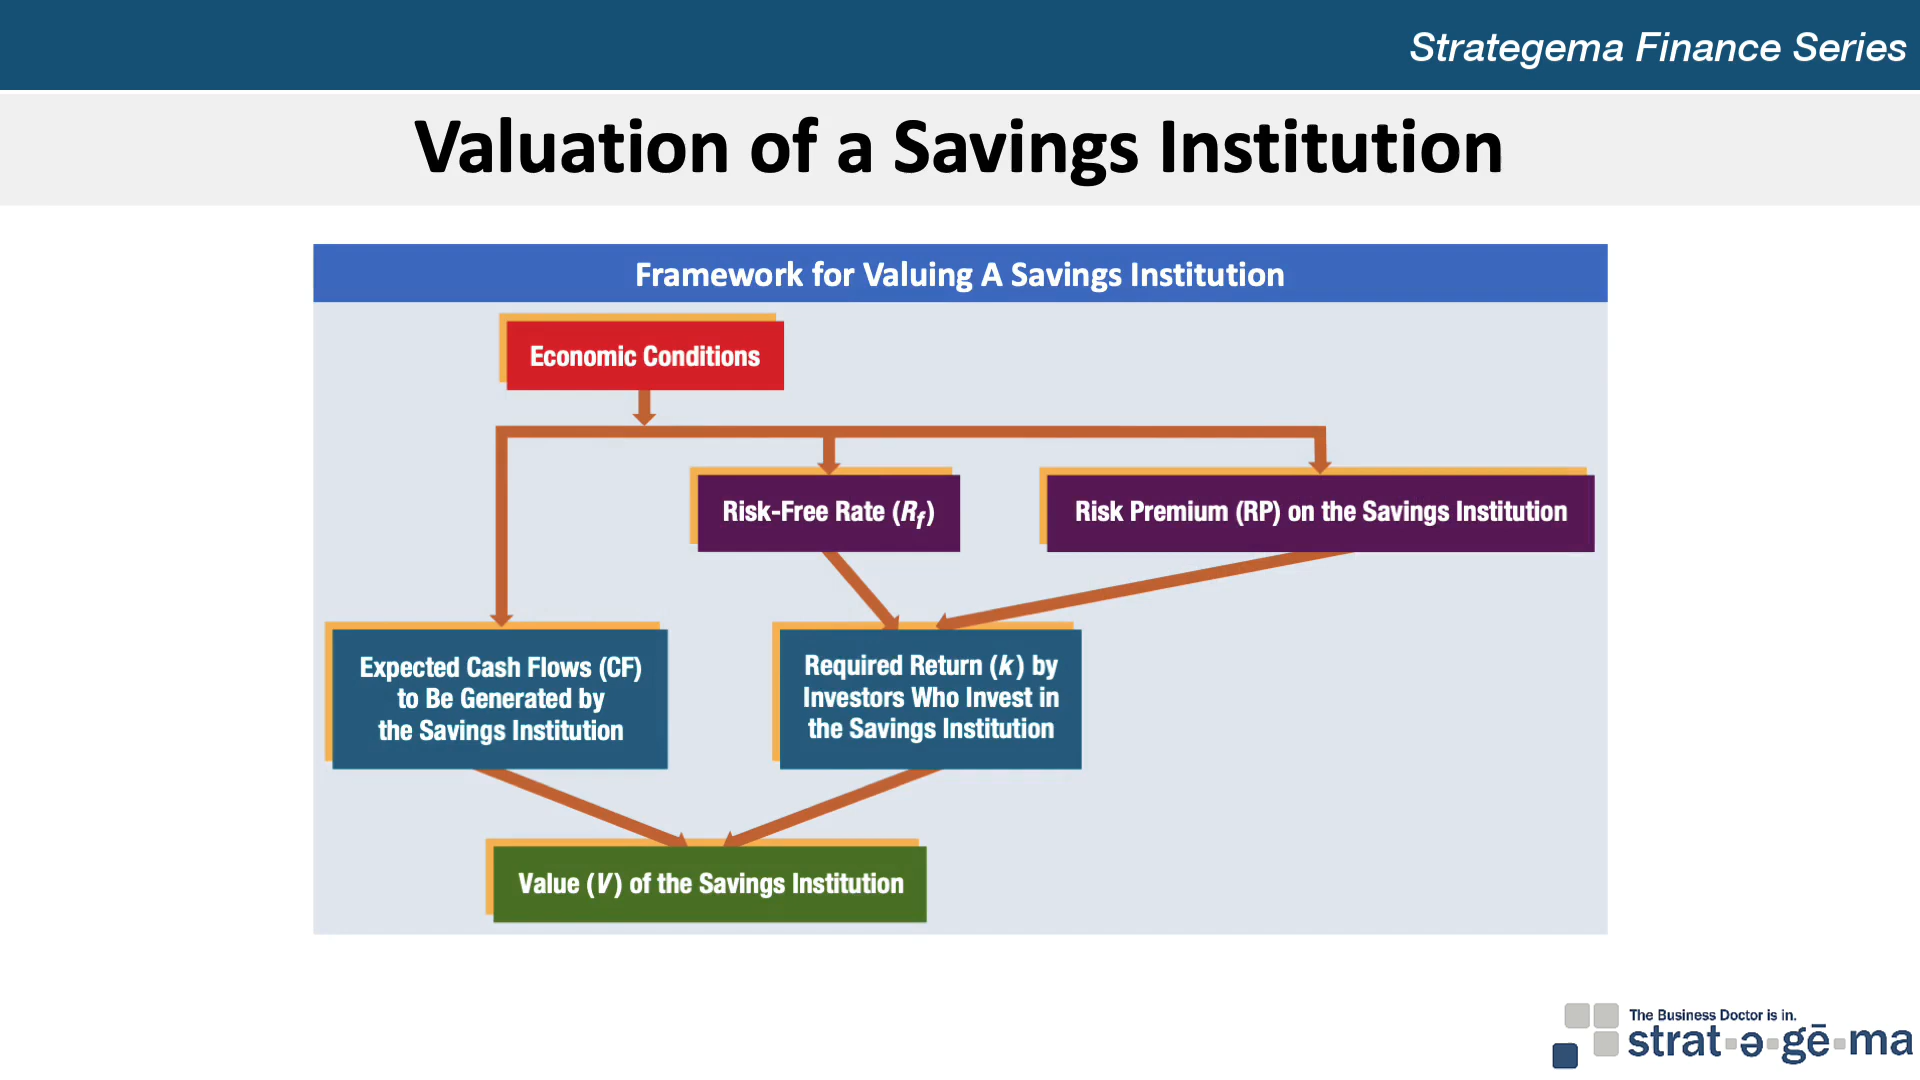 Strategema Finance Series
Valuation of a Savings Institution
Framework for Valuing A Savings Institution
Economic Conditions
Risk-Free Rate (Rf)
Risk Premium (RP) on the Savings Institution
Expected Cash Flows (CF)
to Be Generated by
the Savings Institution
Required Return (k) by
Investors Who Invest in
the Savings Institution
Value (V) of the Savings Institution
The Business Doctor is in.
strat·ə·gē·ma